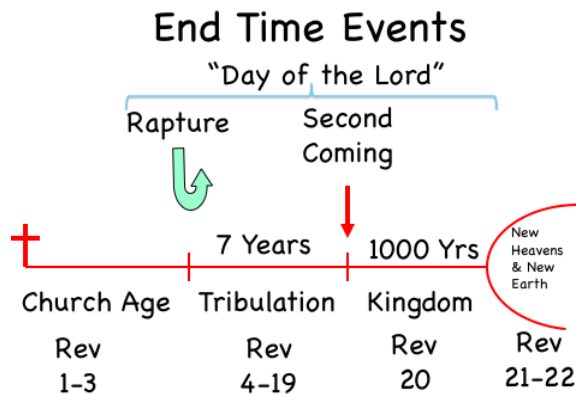 End Time Events
“Day of the Lord”
Rapture
Second
Coming
7 Years
1000 Yrs
New
Heavens
& New
Earth
Church Age
Tribulation
Kingdom
Rev
1-3
Rev
4-19
Rev
20
Rev
21-22